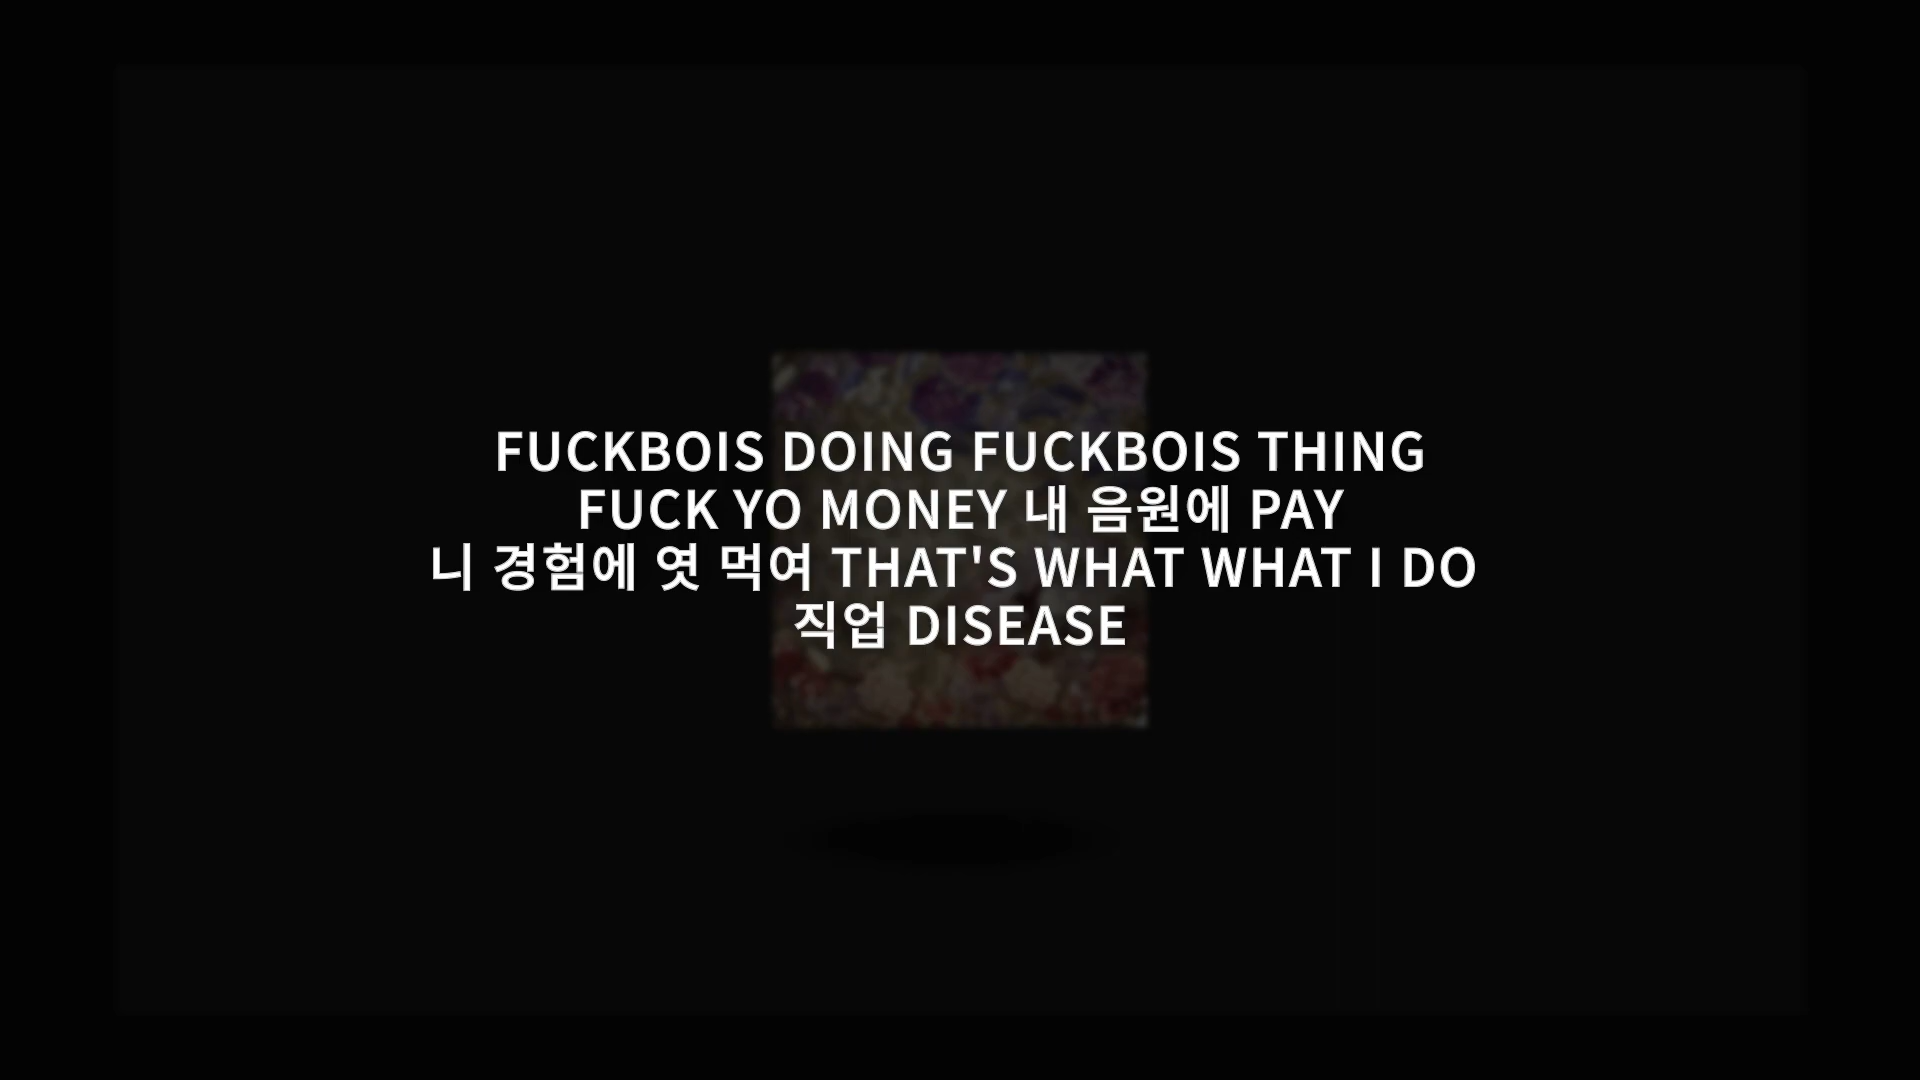 FUCKBOIS DOING FUCKBOIS THING
FUCK YO MONEY 내 음원에 PAY
니 경험에 엿 먹여 THAT'S WHAT WHAT I DO
직업 DISEASE